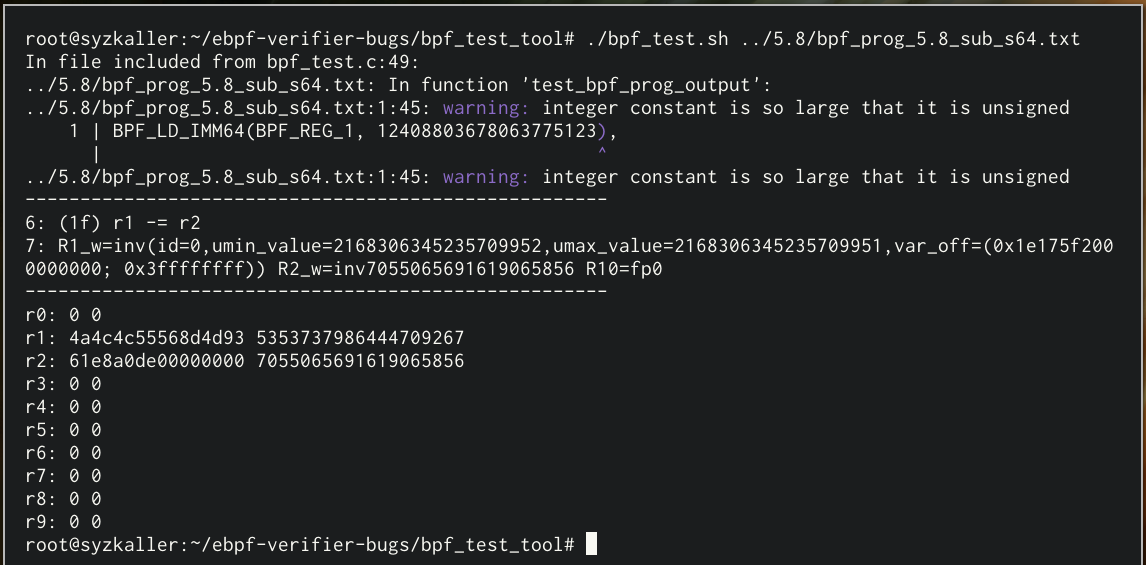 root@syzkaller:~/ebpf-verifier-bugs/bpf_test_tool# ./bpf_test.sh ../5.8/bpf_prog_5.8_sub_s64.txt
In file included from bpf_test.c:49:
../5.8/bpf_prog_5.8_sub_s64.txt: In function 'test_bpf_prog_output':
../5.8/bpf_prog_5.8_sub_s64.txt:1:45: warning: integer constant is so large that it is unsigned
    1 | BPF_LD_IMM64(BPF_REG_1, 12408803678063775123),
      |                                             ^
../5.8/bpf_prog_5.8_sub_s64.txt:1:45: warning: integer constant is so large that it is unsigned
--------------------------------------------------
6: (1f) r1 -= r2
7: R1_w=inv(id=0,umin_value=2168306345235709952,umax_value=2168306345235709951,var_off=(0x1e175f200
0000000; 0x3ffffffff)) R2_w=inv7055065691619065856 R10=fp0
--------------------------------------------------
r0: 0 0
r1: 4a4c4c55568d4d93 5353737986444709267
r2: 61e8a0de00000000 7055065691619065856
r3: 0 0
r4: 0 0
r5: 0 0
r6: 0 0
r7: 0 0
r8: 0 0
r9: 0 0
root@syzkaller:~/ebpf-verifier-bugs/bpf_test_tool#